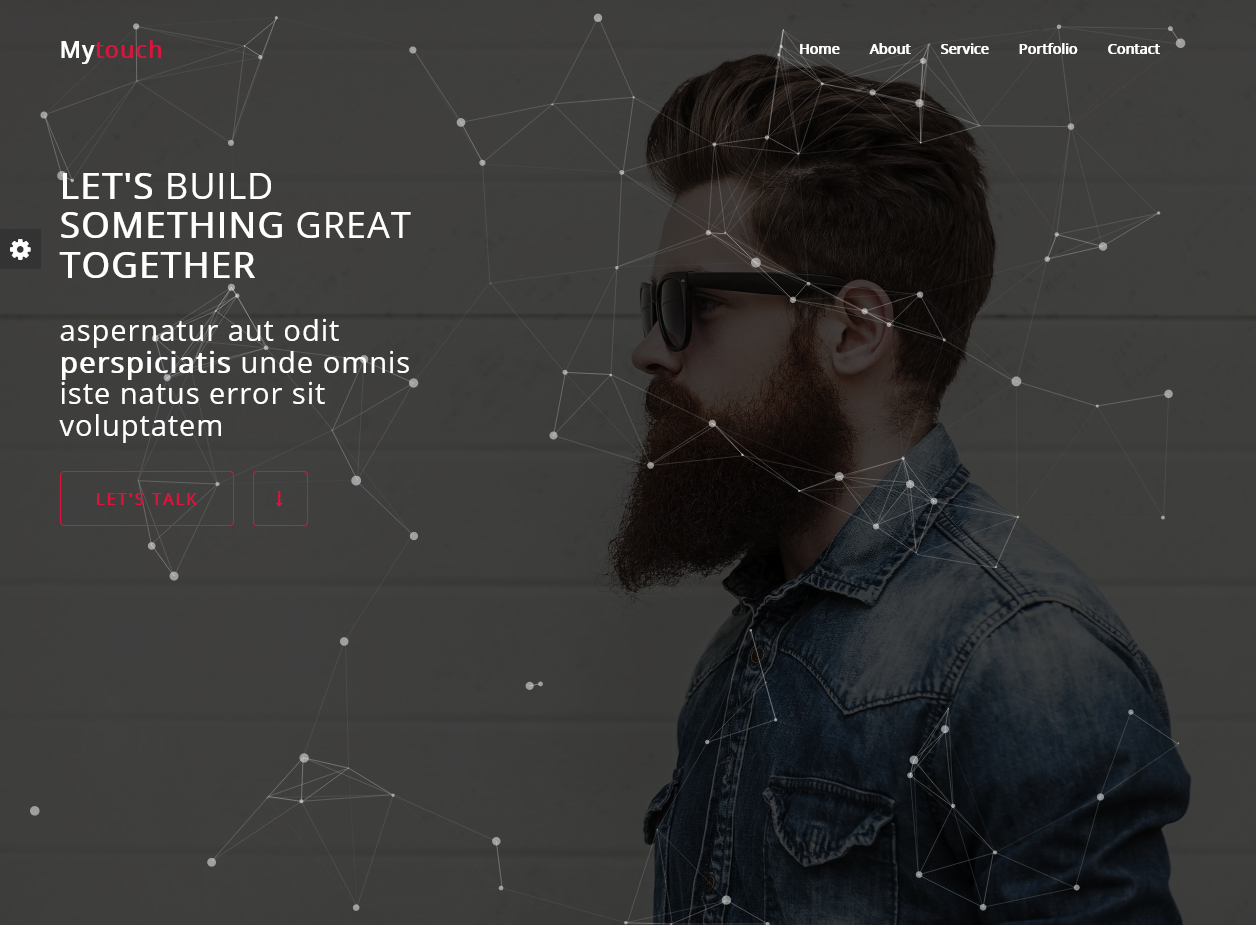 Mytouch
Home About Service Portfolio Contact
LET'S BUILD
SOMETHING GREAT
TOGETHER
aspernatur aut odit
perspiciatis unde omnis
iste natus error sit
voluptatem
LET'S TALK